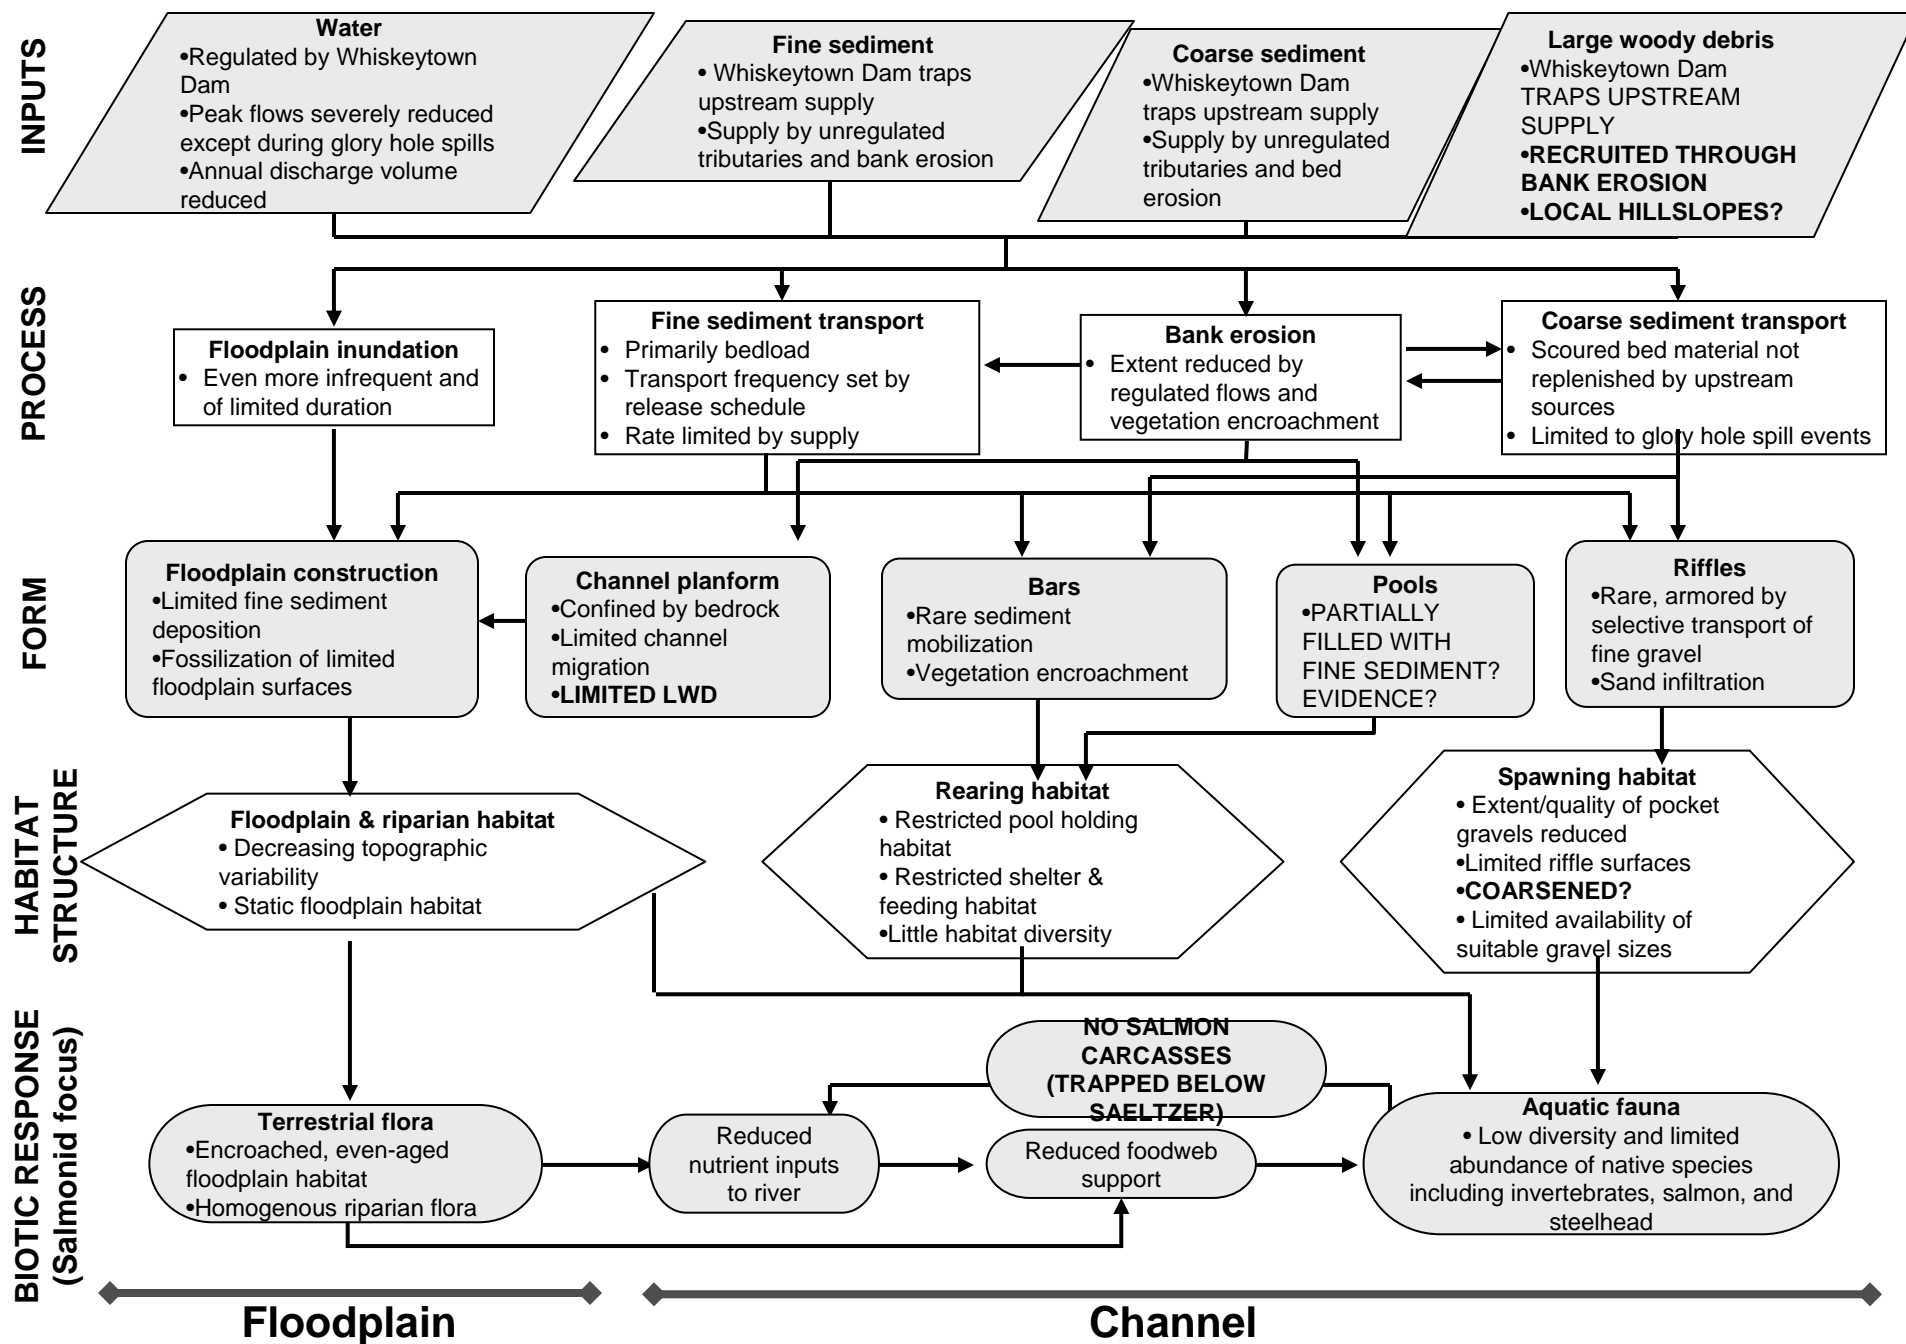 INPUTS
Water
•Regulated by Whiskeytown
Dam
•Peak flows severely reduced
except during glory hole spills
•Annual discharge volume
reduced
Fine sediment
• Whiskeytown Dam traps
upstream supply
•Supply by unregulated
tributaries and bank erosion
Coarse sediment
•Whiskeytown Dam
traps upstream supply
•Supply by unregulated
tributaries and bed
erosion
Large woody debris
•Whiskeytown Dam
TRAPS UPSTREAM
SUPPLY
•RECRUITED THROUGH
BANK EROSION
•LOCAL HILLSLOPES?
PROCESS
Floodplain inundation
• Even more infrequent and
of limited duration
Fine sediment transport
• Primarily bedload
• Transport frequency set by
release schedule
• Rate limited by supply
Bank erosion
• Extent reduced by
regulated flows and
vegetation encroachment
Coarse sediment transport
• Scoured bed material not
replenished by upstream
sources
• Limited to glory hole spill events
FORM
Floodplain construction
•Limited fine sediment
deposition
•Fossilization of limited
floodplain surfaces
Channel planform
•Confined by bedrock
•Limited channel
migration
•LIMITED LWD
Bars
•Rare sediment
mobilization
•Vegetation encroachment
Pools
•PARTIALLY
FILLED WITH
FINE SEDIMENT?
EVIDENCE?
Riffles
•Rare, armored by
selective transport of
fine gravel
•Sand infiltration
HABITAT
STRUCTURE
Floodplain & riparian habitat
• Decreasing topographic
variability
• Static floodplain habitat
Rearing habitat
• Restricted pool holding
habitat
• Restricted shelter &
feeding habitat
•Little habitat diversity
Spawning habitat
• Extent/quality of pocket
gravels reduced
•Limited riffle surfaces
•COARSENED?
• Limited availability of
suitable gravel sizes
BIOTIC RESPONSE
(Salmonid focus)
NO SALMON
CARCASSES
(TRAPPED BELOW
SAELTZER)
Terrestrial flora
•Encroached, even-aged
floodplain habitat
•Homogenous riparian flora
Reduced
nutrient inputs
to river
Reduced foodweb
support
Aquatic fauna
• Low diversity and limited
abundance of native species
including invertebrates, salmon, and
steelhead
Floodplain
Channel